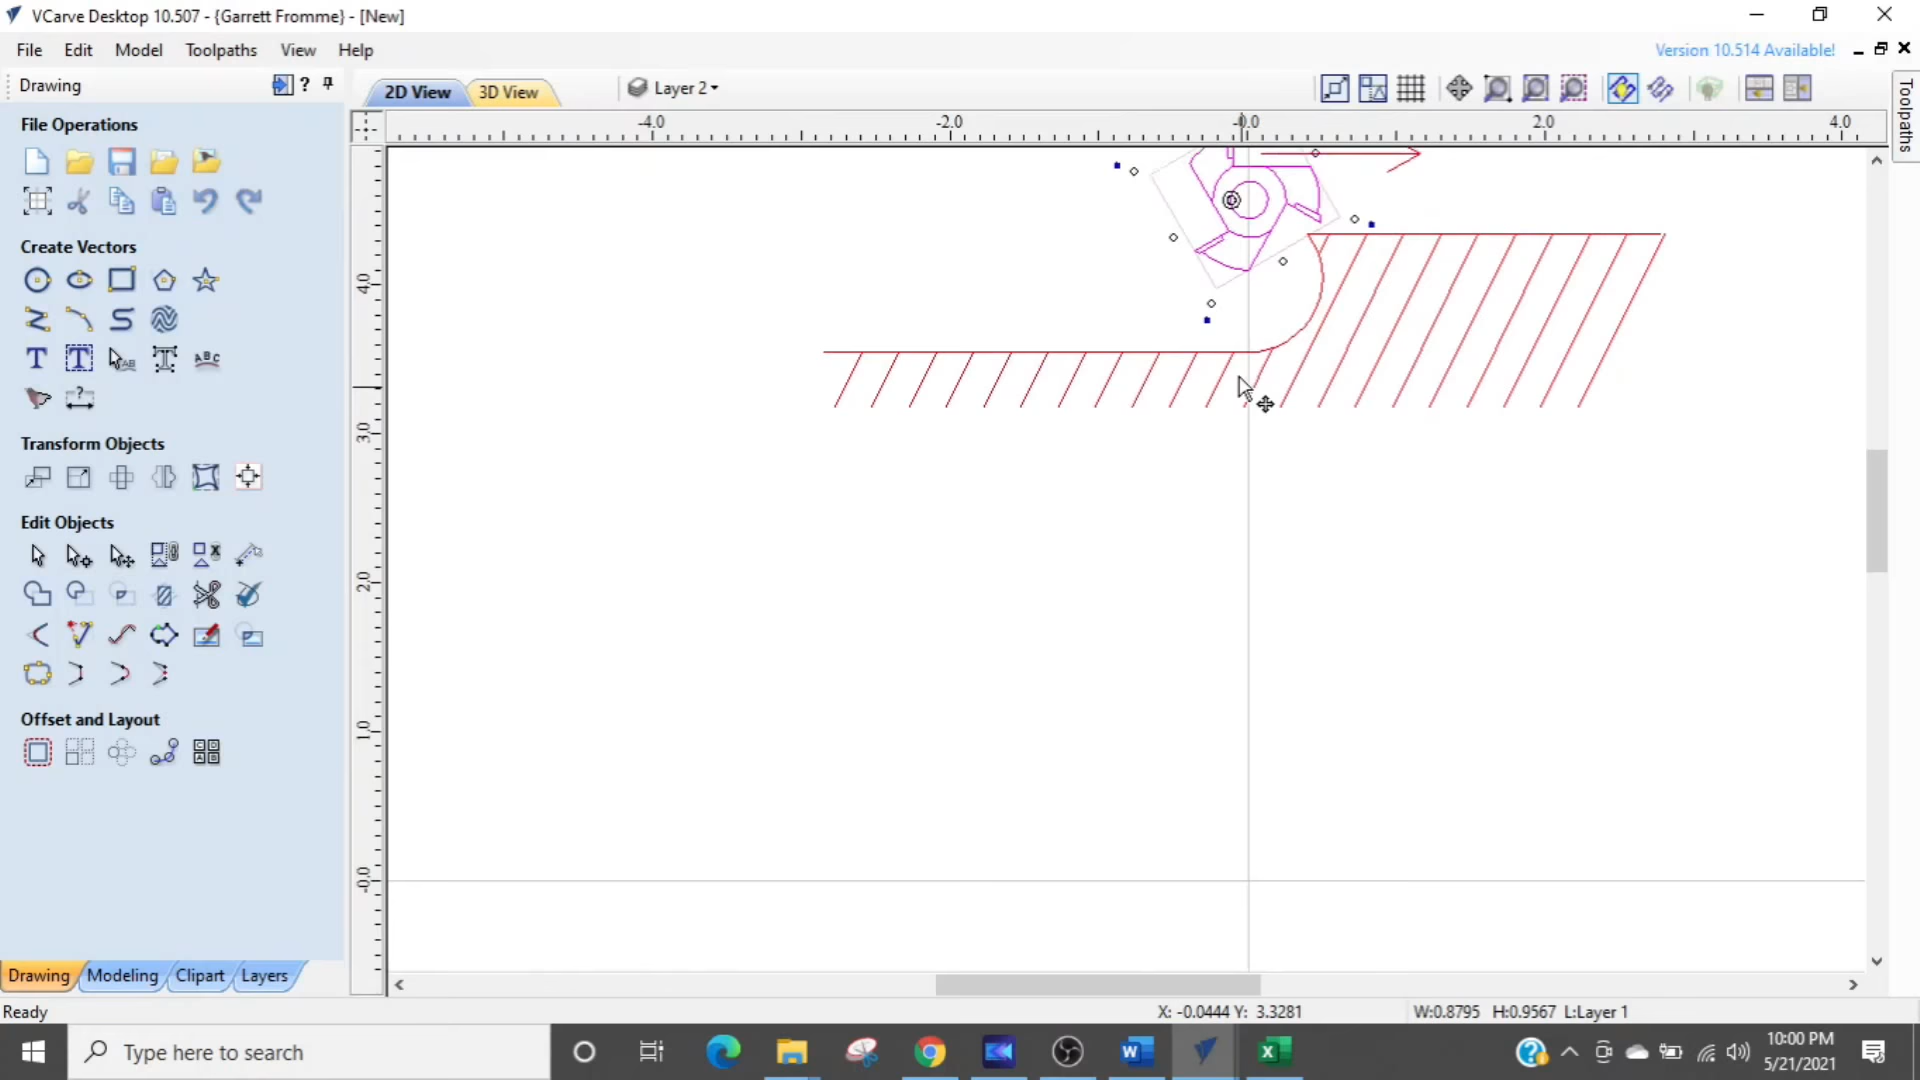 VCarve Desktop 10.507 - {Garrett Fromme} - [New]
File Edit Model Toolpaths View Help
Version 10.514 Available!
Drawing
?
2D View
3D View
Layer 2
Toolpaths
File Operations
Create Vectors
Transform Objects
Edit Objects
Offset and Layout
-4.0 -2.0 -0.0 2.0 4.0
4.0
3.0
2.0
1.0
-0.0
Drawing Modeling Clipart Layers
Ready
X: -0.0444 Y: 3.3281
W:0.8795 H:0.9567 L:Layer 1
Type here to search
10:00 PM
5/21/2021